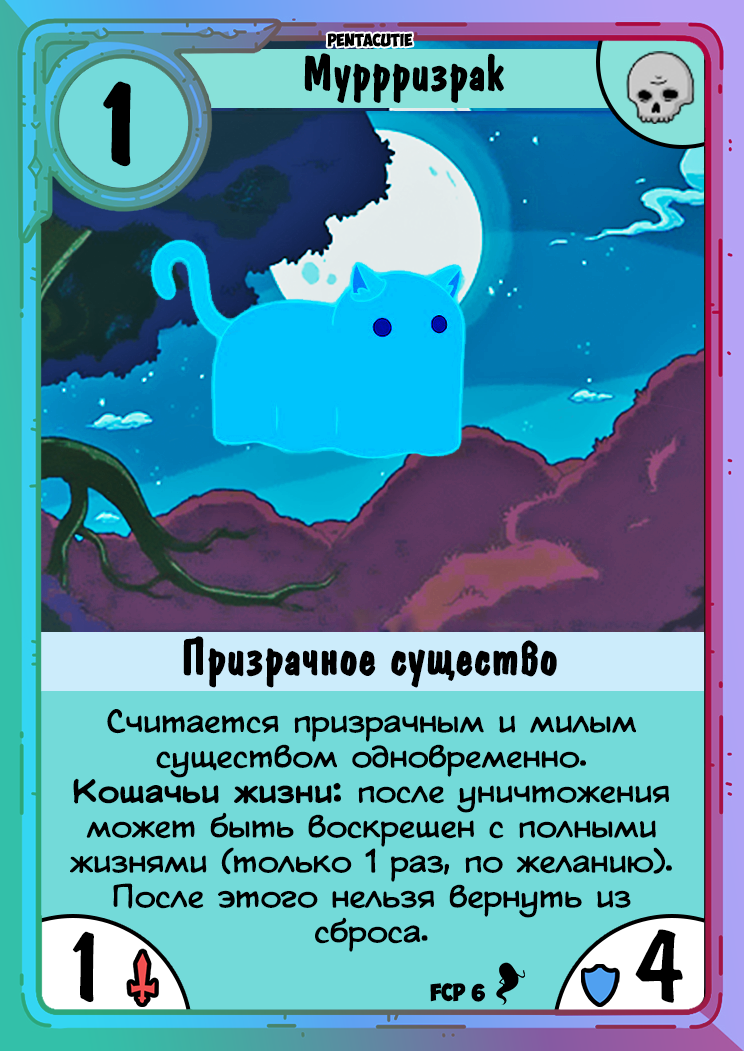 PENTACUTIE
Муррризрак
1
Призрачное существо
Считается призрачным и милым
существом одновременно.
Кошачьи жизни: после уничтожения
может быть воскрешен с полными
жизнями (только 1 раз, по желанию).
После этого нельзя вернуть из
сброса.
1
FCP 6
4